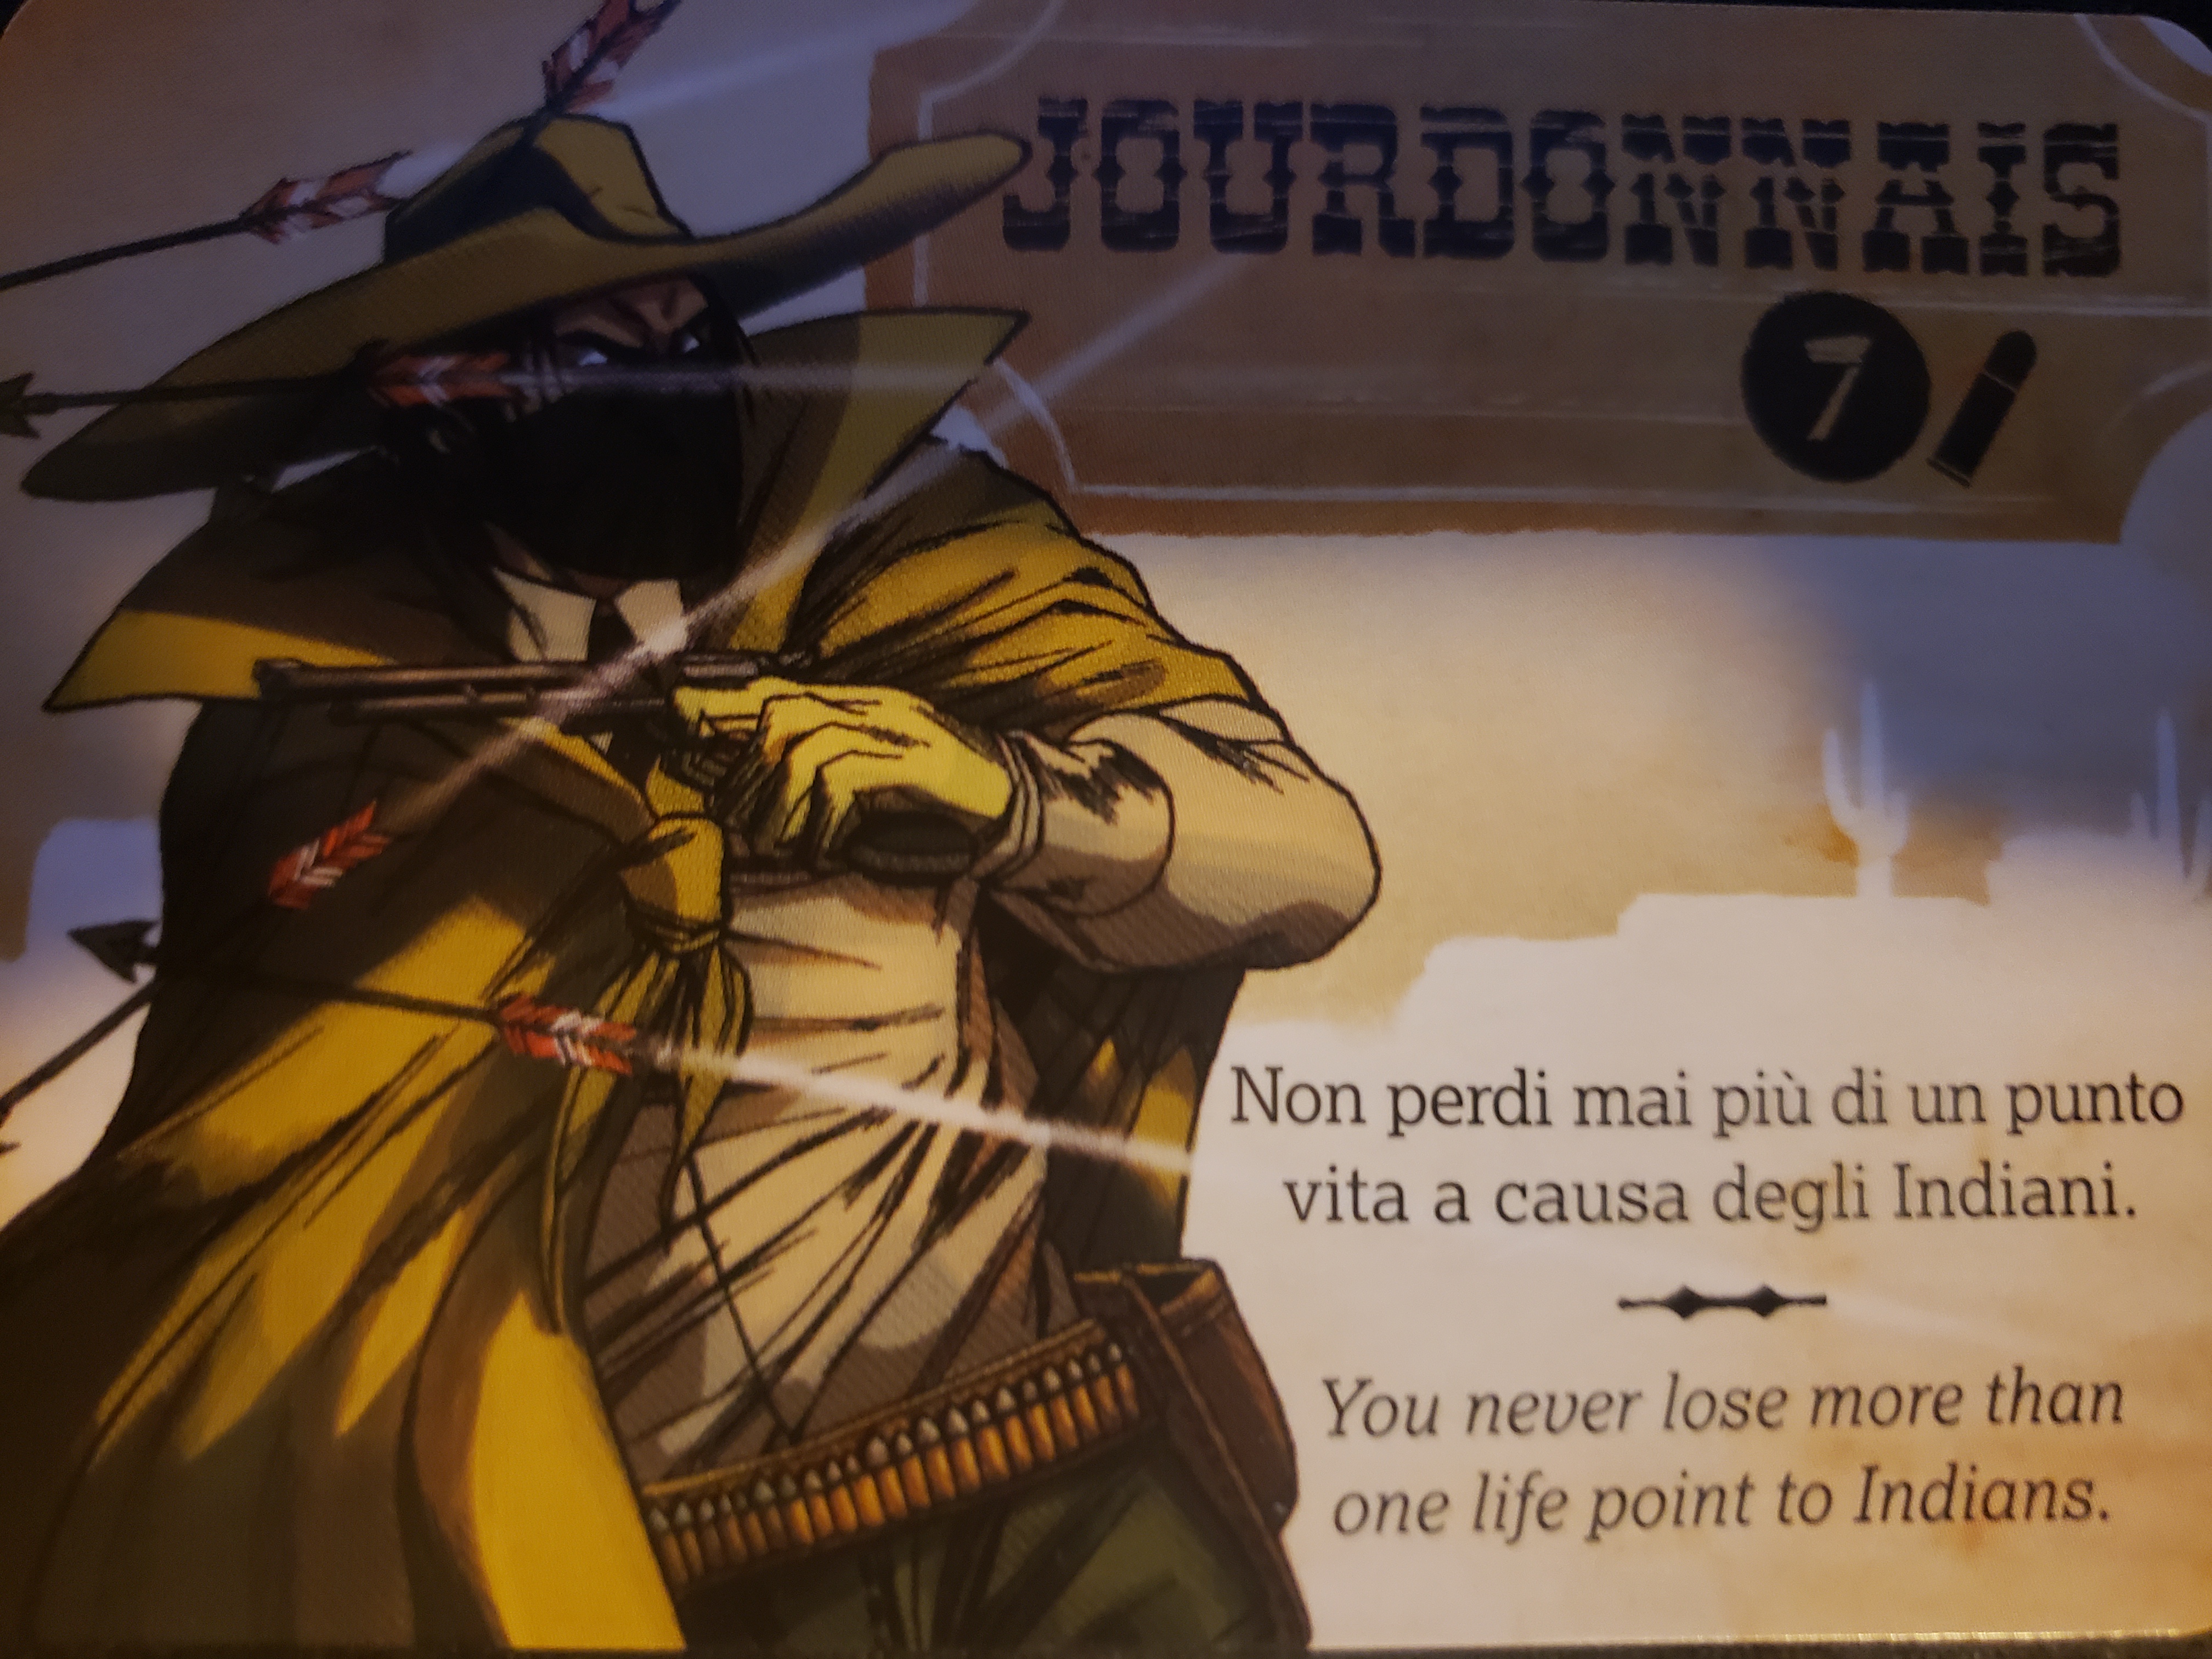 JOURDONNAIS
7
Non perdi mai più di un punto
vita a causa degli Indiani.
You never lose more than
one life point to Indians.